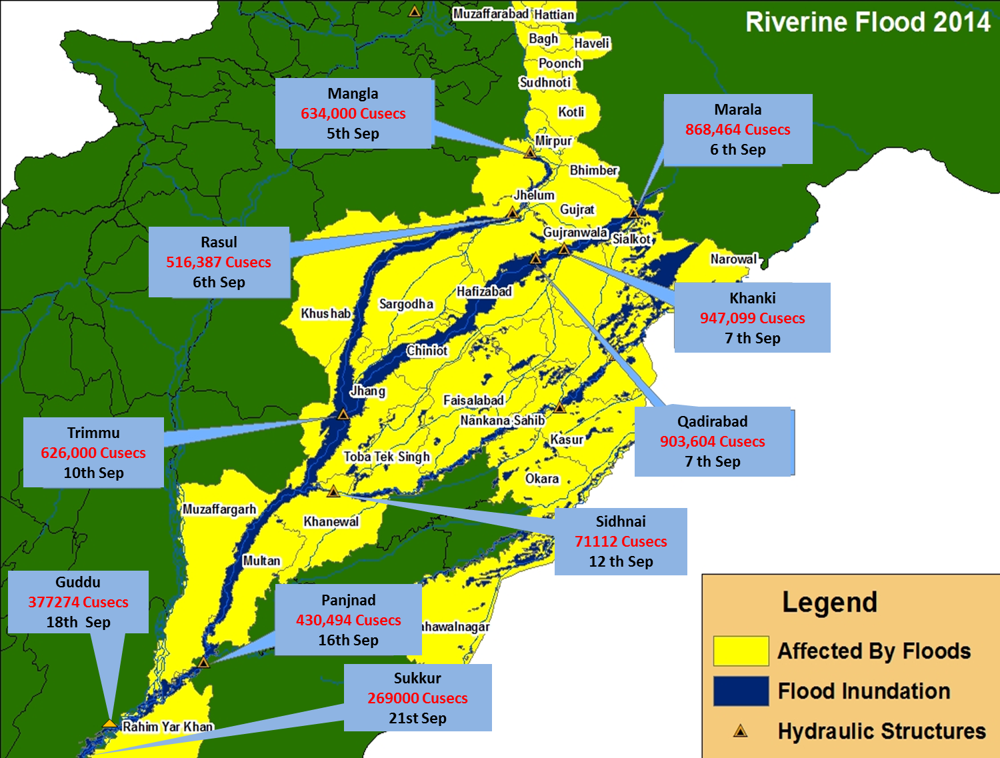 Riverine Flood 2014
Muzaffarabad Hattian
Bagh
Haveli
Poonch
Sudhnoti
Kotli
Mirpur
Bhimber
Jhelum
Gujrat
Gujranwala
Sialkot
Narowal
Hafizabad
Sargodha
Khushab
Chiniot
Jhang
Faisalabad
Nankana Sahib
Kasur
Toba Tek Singh
Okara
Muzaffargarh
Khanewal
Multan
ahawalnagar
Rahim Yar Khan
Mangla
634,000 Cusecs
5th Sep
Marala
868,464 Cusecs
6 th Sep
Rasul
516,387 Cusecs
6th Sep
Khanki
947,099 Cusecs
7 th Sep
Qadirabad
903,604 Cusecs
7 th Sep
Trimmu
626,000 Cusecs
10th Sep
Sidhnai
71112 Cusecs
12 th Sep
Guddu
377274 Cusecs
18th Sep
Panjnad
430,494 Cusecs
16th Sep
Sukkur
269000 Cusecs
21st Sep
Legend
Affected By Floods
Flood Inundation
Hydraulic Structures